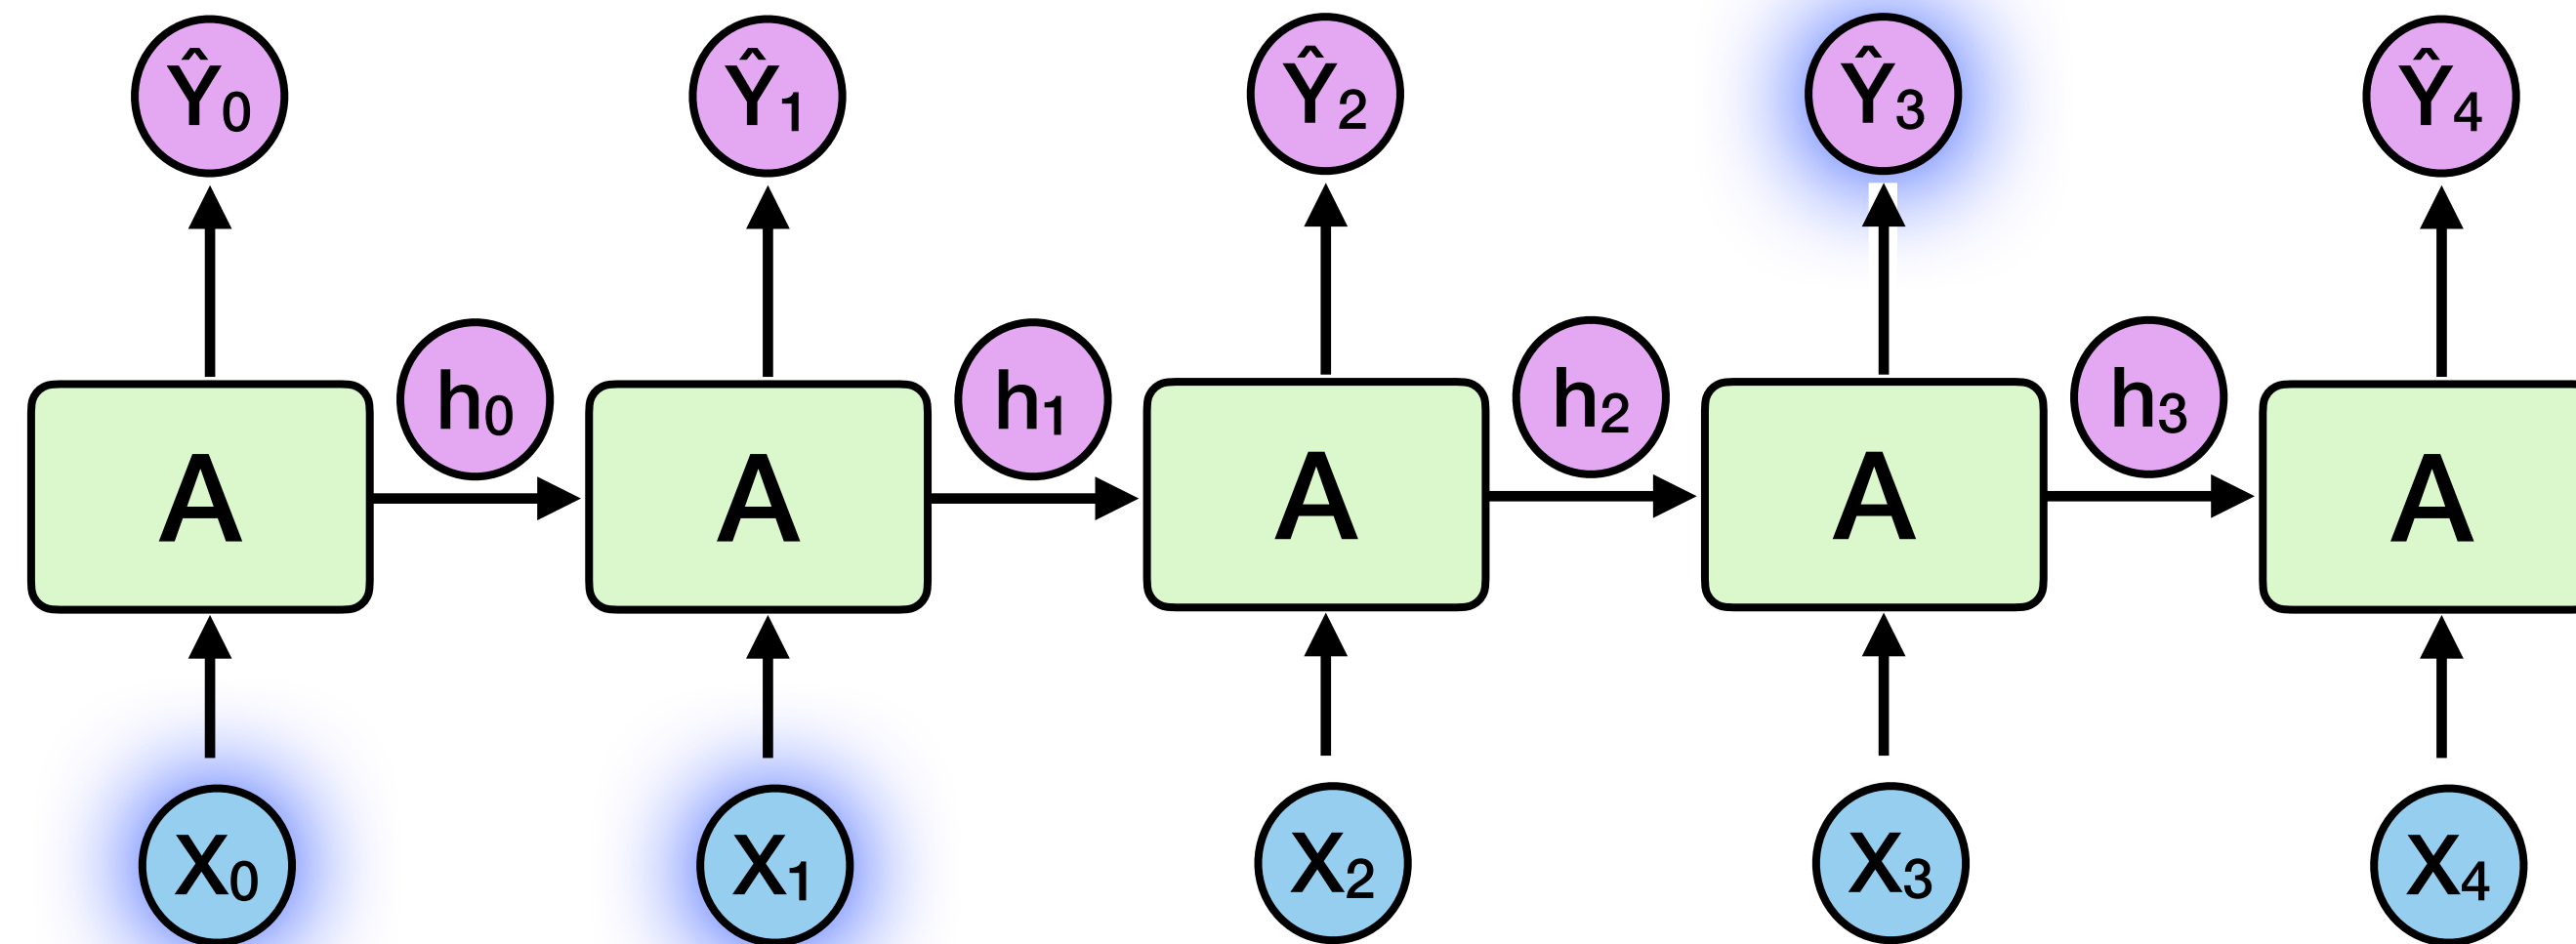 Ŷ0 Ŷ1 Ŷ2 Ŷ3 Ŷ4
h0 h1 h2 h3
A A A A A
X0 X1 X2 X3 X4